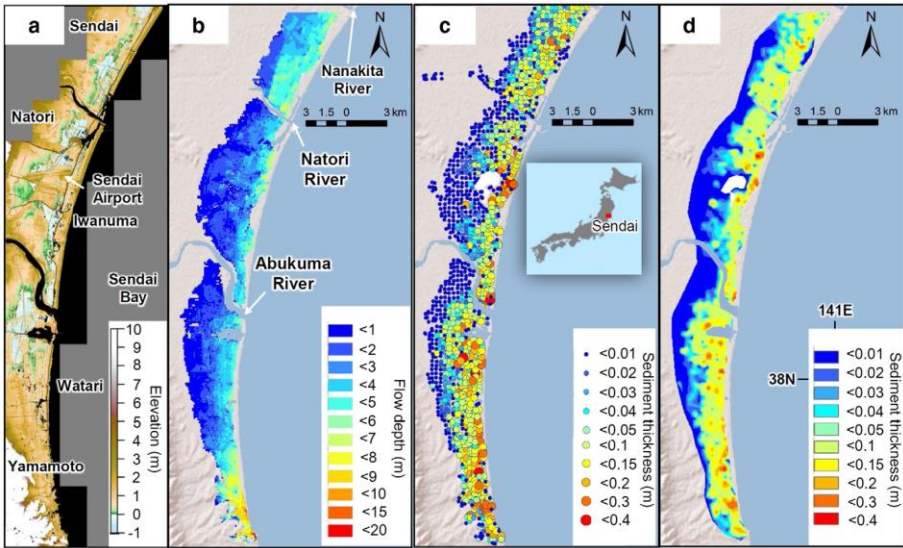 a
Sendai
Natori
Sendai
Airport
Iwanuma
Sendai
Bay
Watari
Yamamoto
10
9
8
7
6
5
4
3
2
1
0
-1
Elevation (m)
b
N
Nanakita
River
3 1.5 0 3 km
Natori
River
Abukuma
River
<1
<2
<3
<4
<6
<7
<8
<9
<10
<15
<20
Flow depth (m)
c
N
3 1.5 0 3 km
Sendai
<0.01
<0.02
<0.03
<0.04
<0.05
<0.1
<0.15
<0.2
<0.3
<0.4
Sediment thickness (m)
d
N
3 1.5 0 3 km
141E
38N
<0.01
<0.02
<0.03
<0.04
<0.05
<0.1
<0.15
<0.2
<0.3
<0.4
Sediment thickness (m)